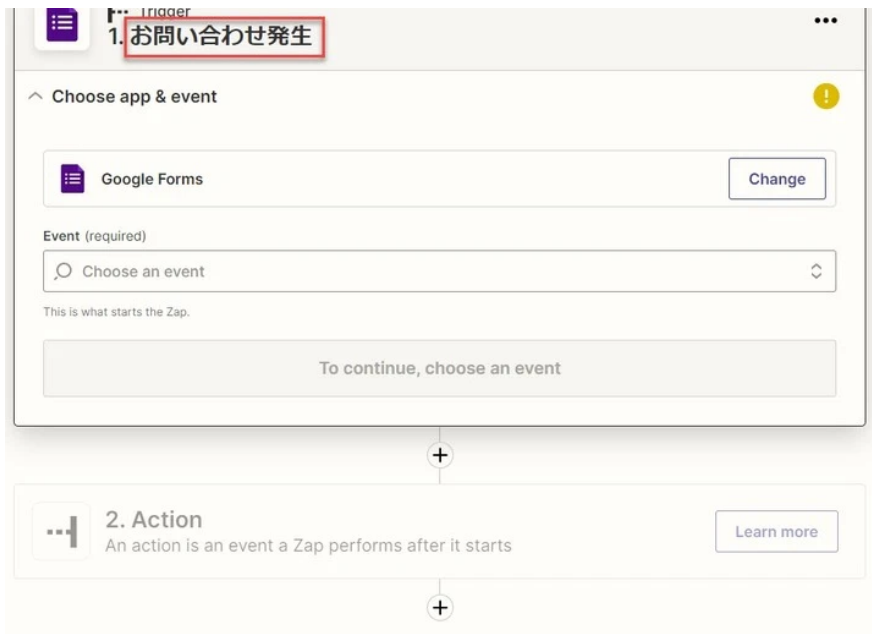 Trigger
1. お問い合わせ発生
Choose app & event
Google Forms
Change
Event (required)
Choose an event
This is what starts the Zap.
To continue, choose an event
2. Action
An action is an event a Zap performs after it starts
Learn more